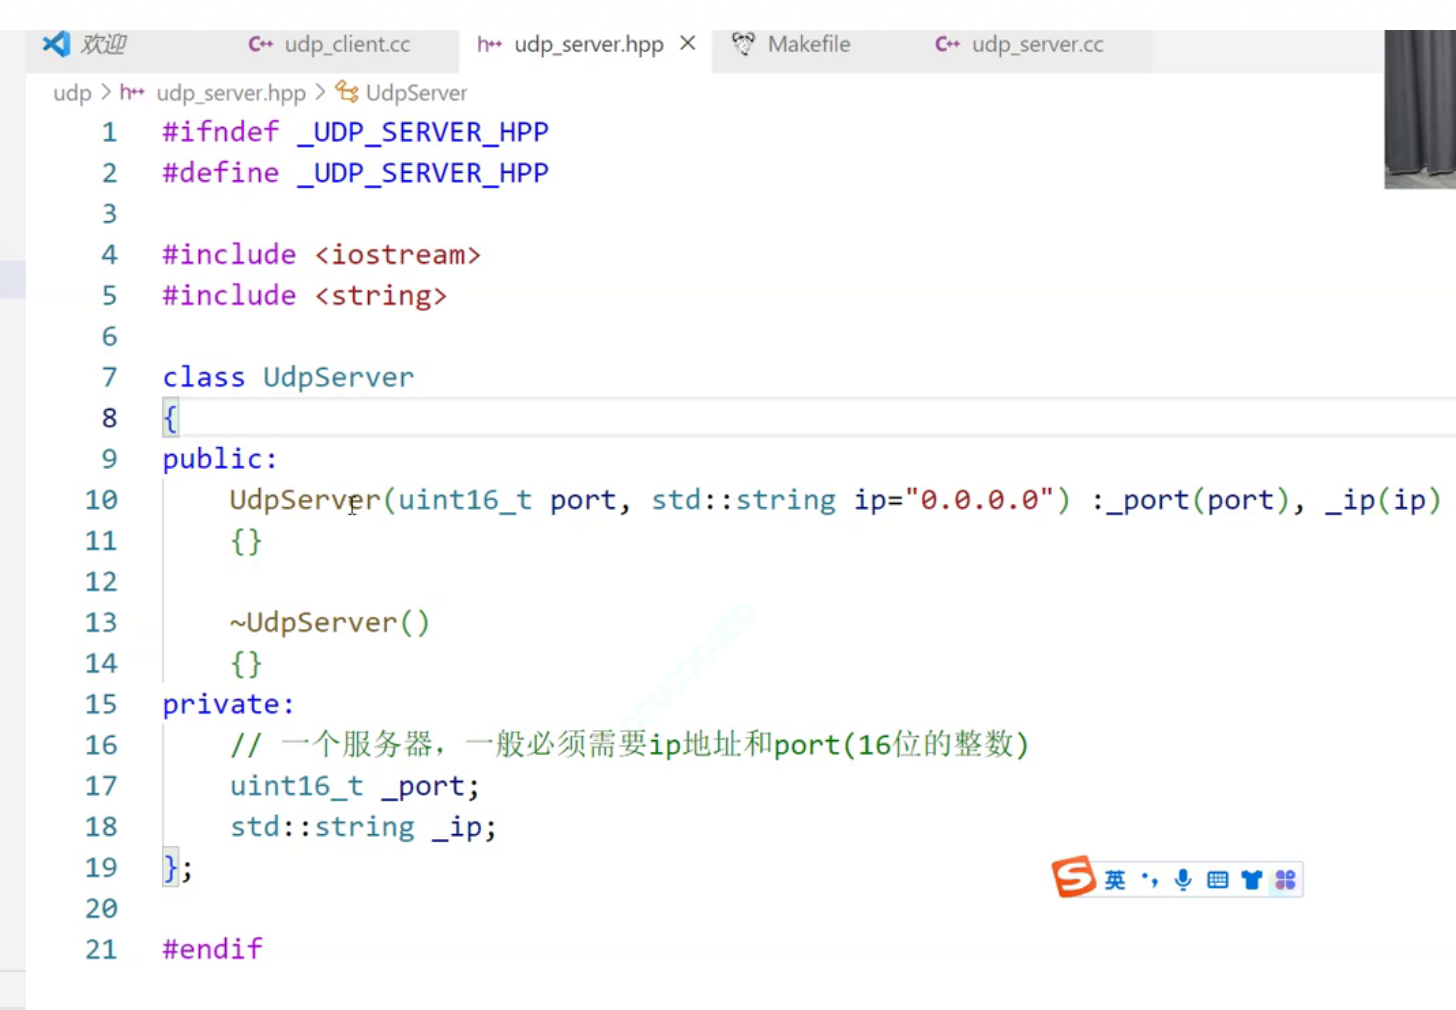 欢迎 udp_client.cc udp_server.hpp Makefile udp_server.cc
udp > udp_server.hpp > UdpServer
1 #ifndef _UDP_SERVER_HPP
2 #define _UDP_SERVER_HPP
3
4 #include <iostream>
5 #include <string>
6
7 class UdpServer
8 {
9 public:
10 UdpServer(uint16_t port, std::string ip="0.0.0.0") :_port(port), _ip(ip)
11 {}
12
13 ~UdpServer()
14 {}
15 private:
16 // 一个服务器，一般必须需要ip地址和port(16位的整数)
17 uint16_t _port;
18 std::string _ip;
19 };
20
21 #endif
英